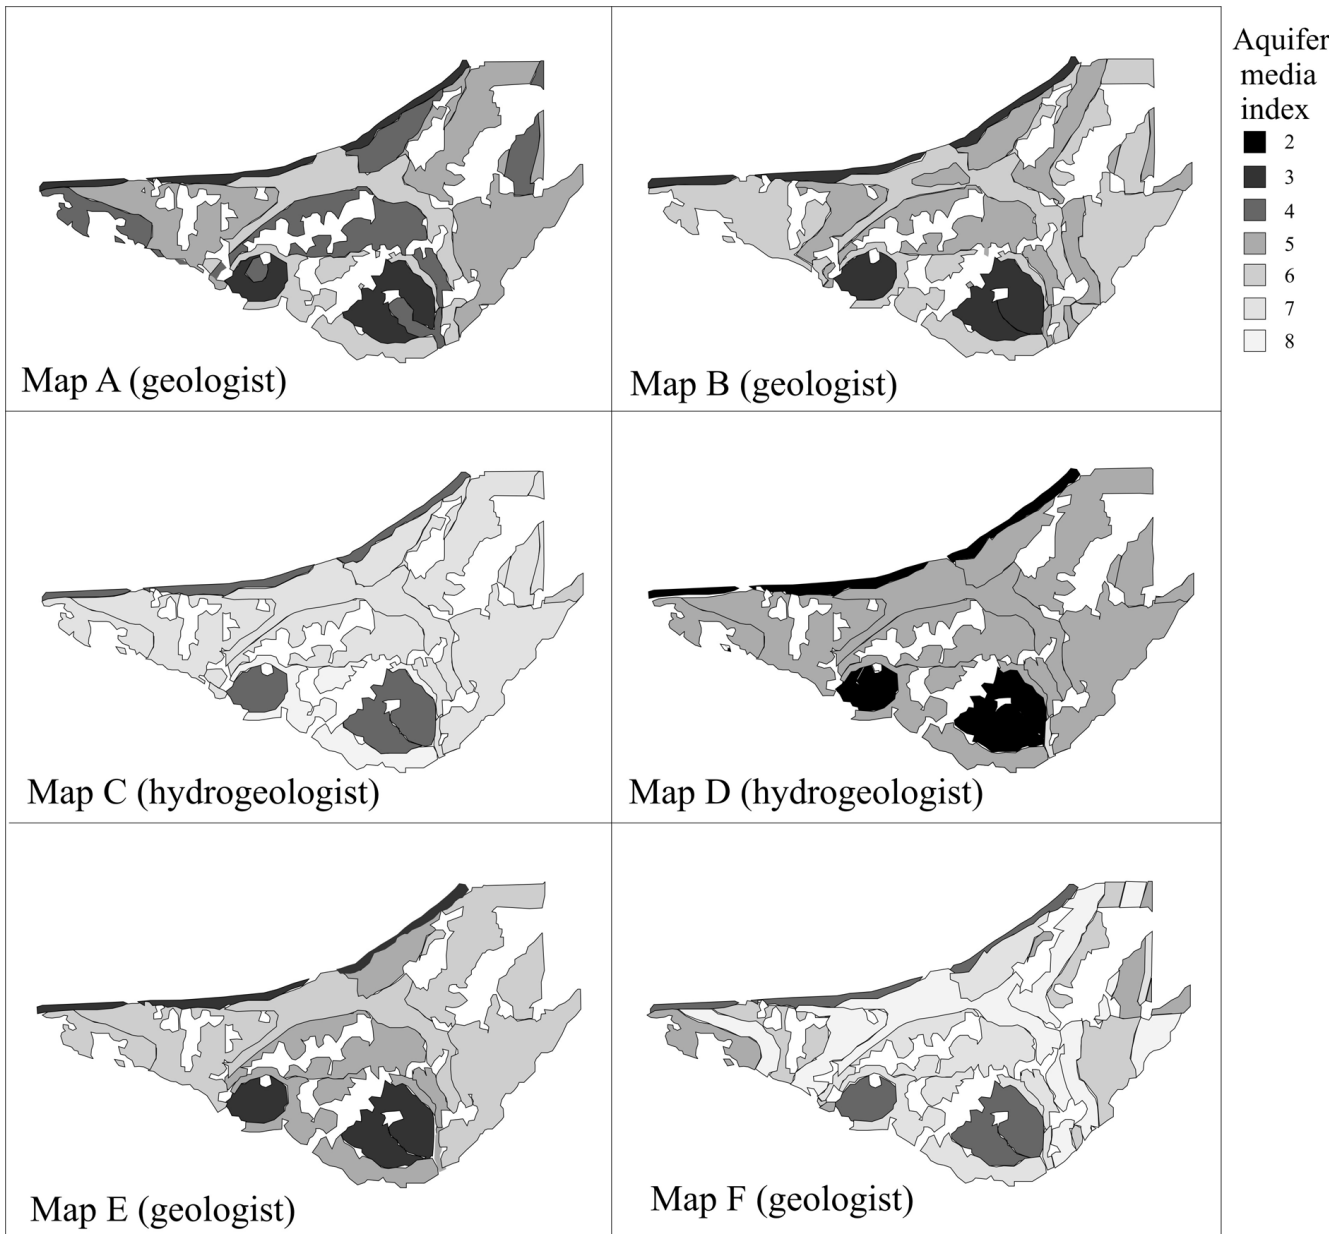 Aquifer
media
index
2
3
4
5
6
7
8
Map A (geologist)
Map B (geologist)
Map C (hydrogeologist)
Map D (hydrogeologist)
Map E (geologist)
Map F (geologist)